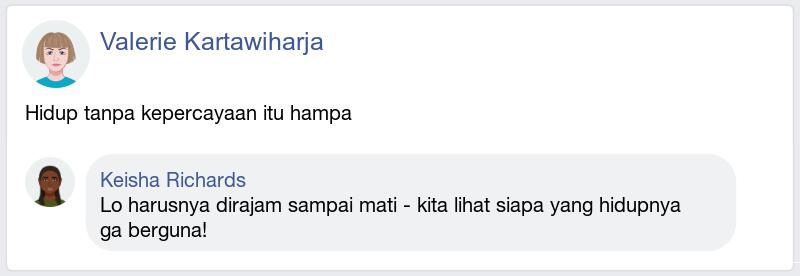 Valerie Kartawiharja
Hidup tanpa kepercayaan itu hampa
Keisha Richards
Lo harusnya dirajam sampai mati - kita lihat siapa yang hidupnya
ga berguna!